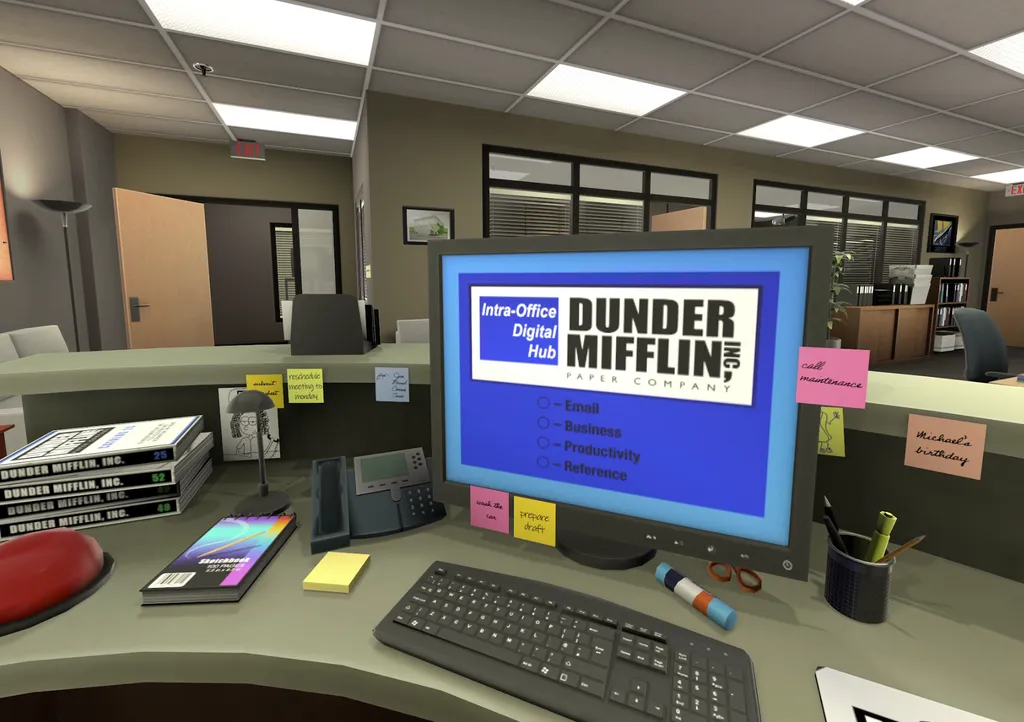 EXIT
EXIT
Intra-Office
Digital
Hub
DUNDER
MIFFLIN, INC.
PAPER COMPANY
– Email
– Business
– Productivity
– Reference
call
maintenance
Michael's
birthday
reschedule
meeting to
monday
wash the
car
prepare
draft
25
DUNDER MIFFLIN, INC.
52
DUNDER MIFFLIN, INC.
DUNDER MIFFLIN, INC.
DUNDER MIFFLIN, INC.
48
Sketchbook
100 PAGES